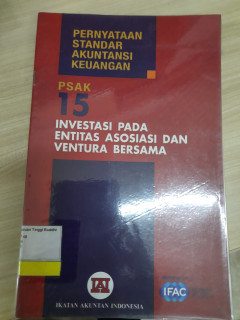 PERNYATAAN
STANDAR
AKUNTANSI
KEUANGAN
PSAK
15
INVESTASI PADA
ENTITAS ASOSIASI DAN
VENTURA BERSAMA
IAI
IKATAN AKUNTAN INDONESIA
IFAC